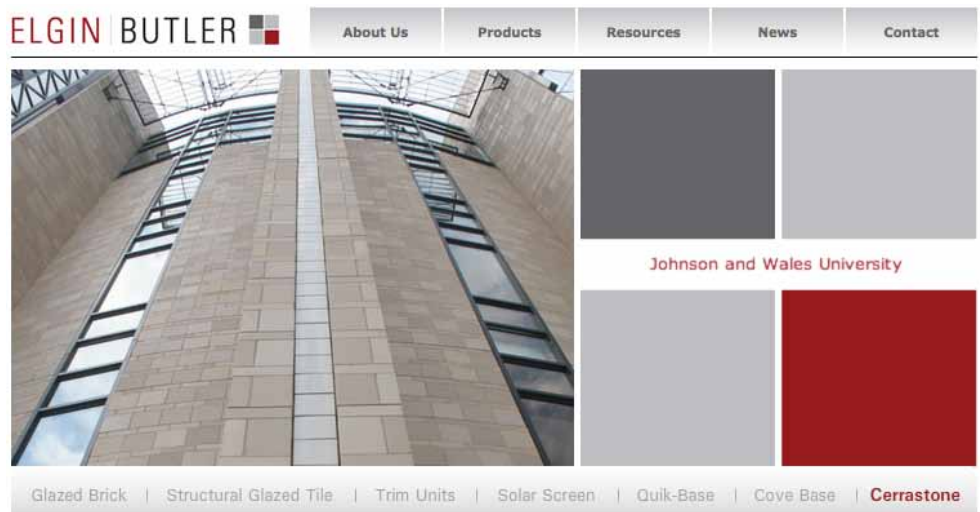 ELGIN BUTLER
About Us Products Resources News Contact
Johnson and Wales University
Glazed Brick | Structural Glazed Tile | Trim Units | Solar Screen | Quik-Base | Cove Base | Cerrastone